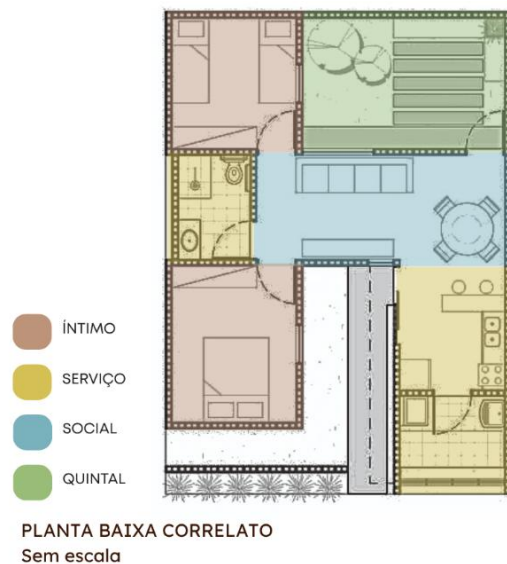 ÍNTIMO
SERVIÇO
SOCIAL
QUINTAL
PLANTA BAIXA CORRELATO
Sem escala